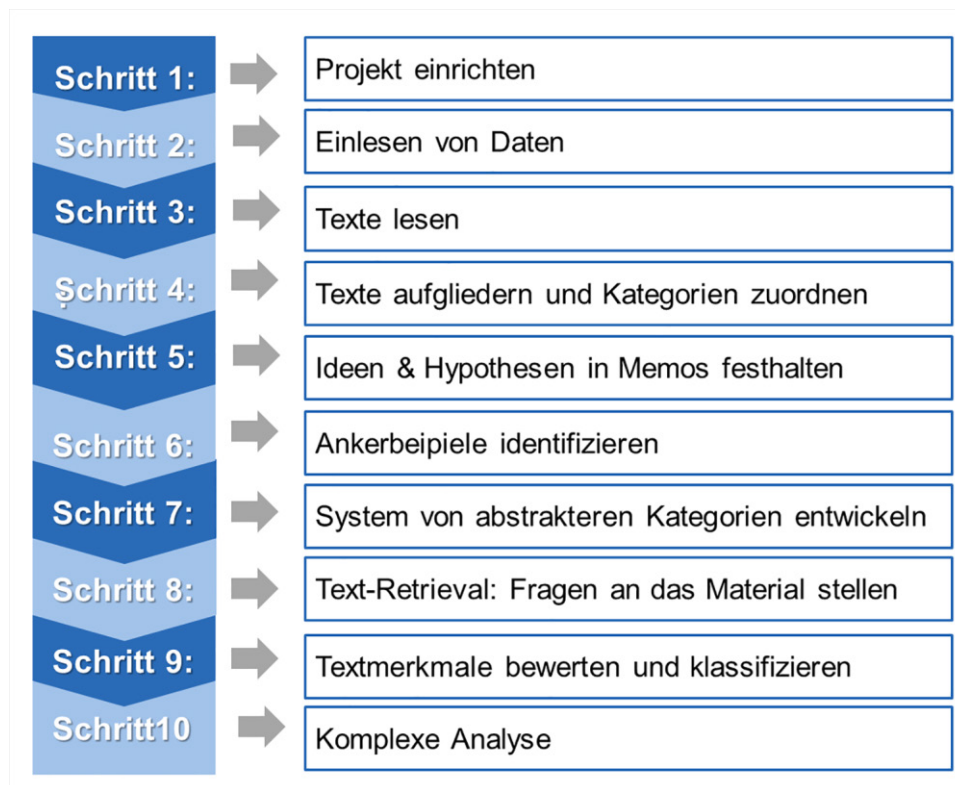 Schritt 1:
Projekt einrichten
Schritt 2:
Einlesen von Daten
Schritt 3:
Texte lesen
Schritt 4:
Texte aufgliedern und Kategorien zuordnen
Schritt 5:
Ideen & Hypothesen in Memos festhalten
Schritt 6:
Ankerbeipiele identifizieren
Schritt 7:
System von abstrakteren Kategorien entwickeln
Schritt 8:
Text-Retrieval: Fragen an das Material stellen
Schritt 9:
Textmerkmale bewerten und klassifizieren
Schritt10
Komplexe Analyse